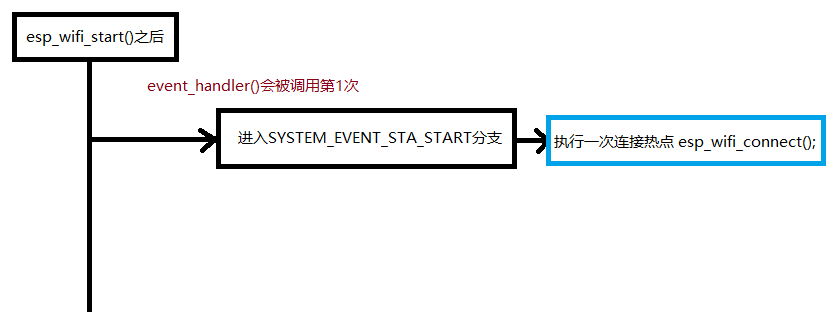 esp_wifi_start()之后
event_handler()会被调用第1次
进入SYSTEM_EVENT_STA_START分支
执行一次连接热点 esp_wifi_connect();